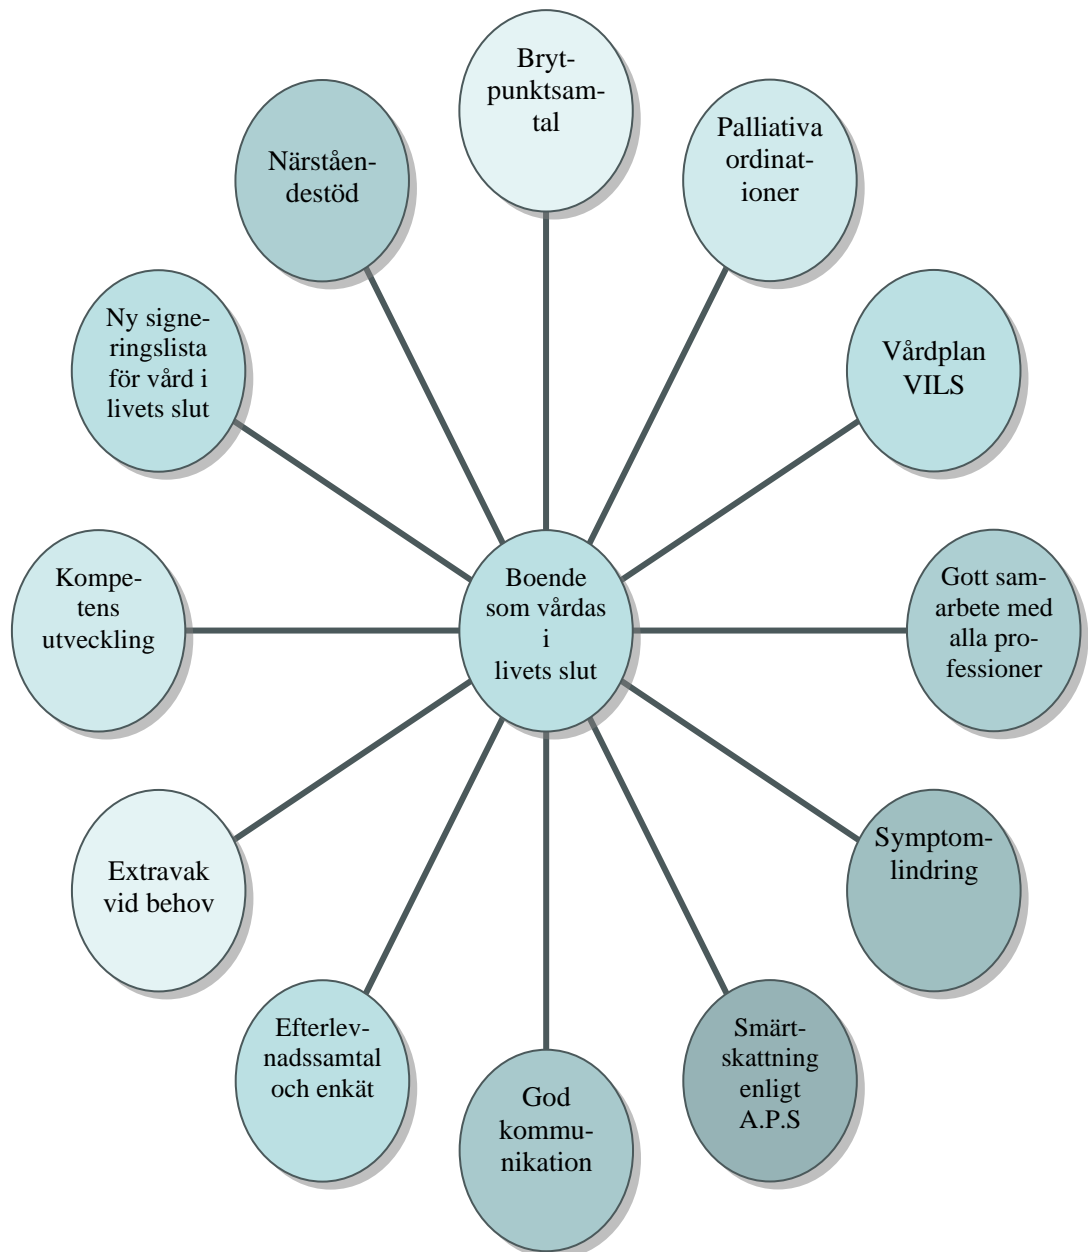 Bryt-
punktsam-
tal
Palliativa
ordinat-
ioner
Vårdplan
VILS
Gott sam-
arbete med
alla pro-
fessioner
Symptom-
lindring
Smärt-
skattning
enligt
A.P.S
God
kommu-
nikation
Efterlev-
nadssamtal
och enkät
Extravak
vid behov
Kompe-
tens
utveckling
Ny signe-
ringslista
för vård i
livets slut
Närståen-
destöd
Boende
som vårdas
i
livets slut